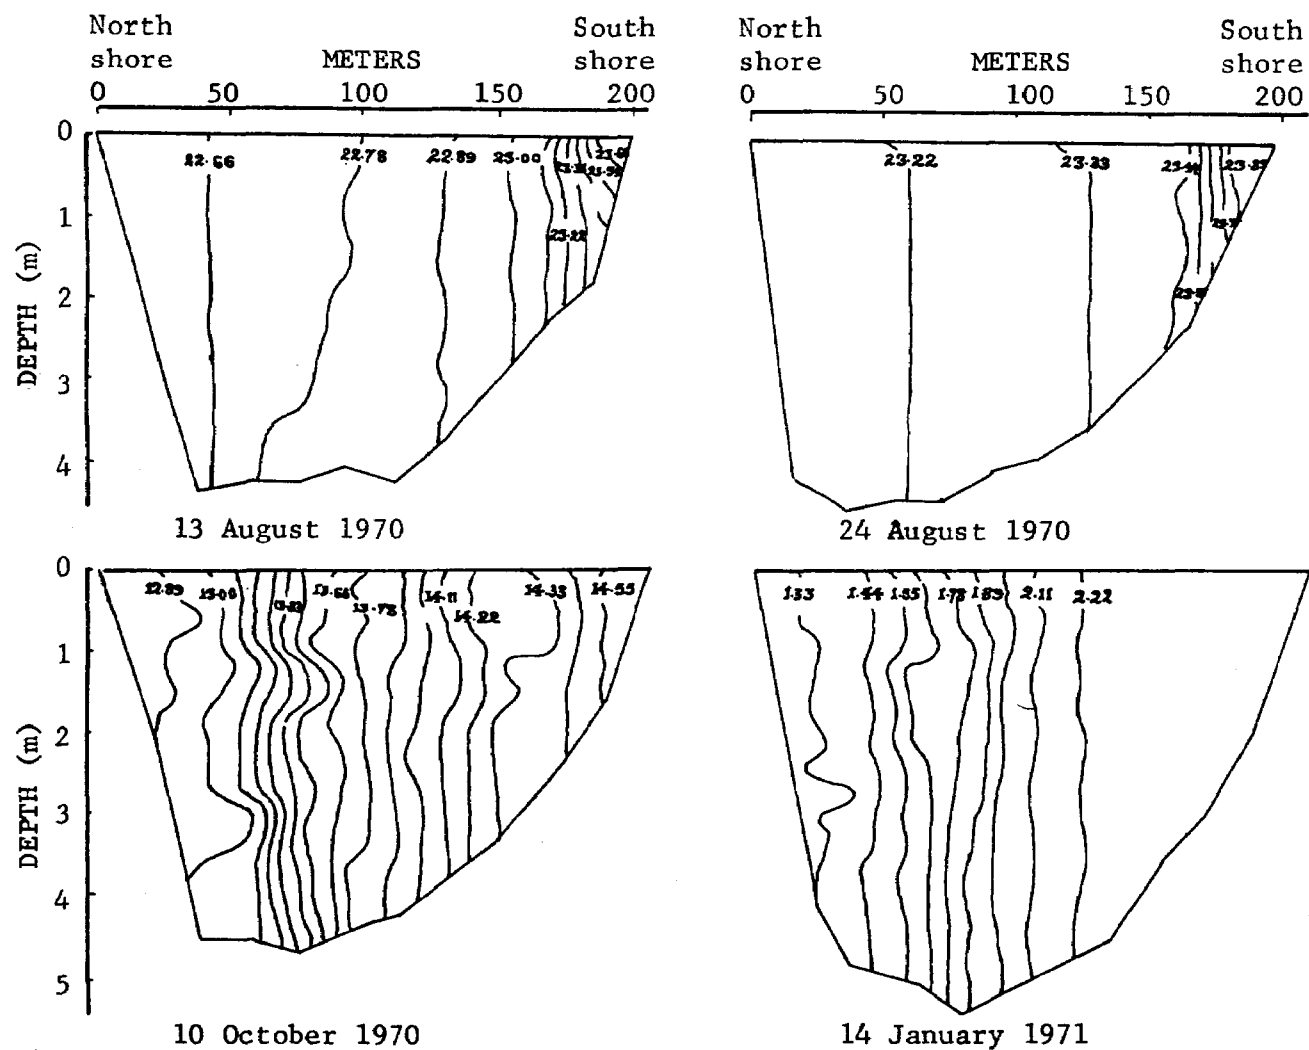 North South
shore METERS shore
0 50 100 150 200
North South
shore METERS shore
0 50 100 150 200
0
1
2
3
4
DEPTH (m)
22.66 22.78 22.89 23.00
23.22
13 August 1970
23.22 23.33
24 August 1970
0
1
2
3
4
5
DEPTH (m)
12.89 13.00 13.66 13.78 14.11 14.22 14.33 14.55
10 October 1970
1.33 1.44 1.55 1.78 1.89 2.11 2.22
14 January 1971